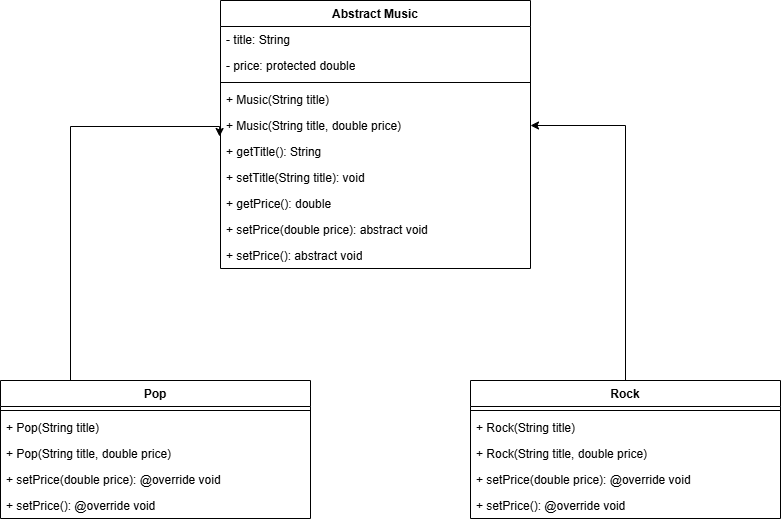 Abstract Music
- title: String
- price: protected double
+ Music(String title)
+ Music(String title, double price)
+ getTitle(): String
+ setTitle(String title): void
+ getPrice(): double
+ setPrice(double price): abstract void
+ setPrice(): abstract void
Pop
+ Pop(String title)
+ Pop(String title, double price)
+ setPrice(double price): @override void
+ setPrice(): @override void
Rock
+ Rock(String title)
+ Rock(String title, double price)
+ setPrice(double price): @override void
+ setPrice(): @override void